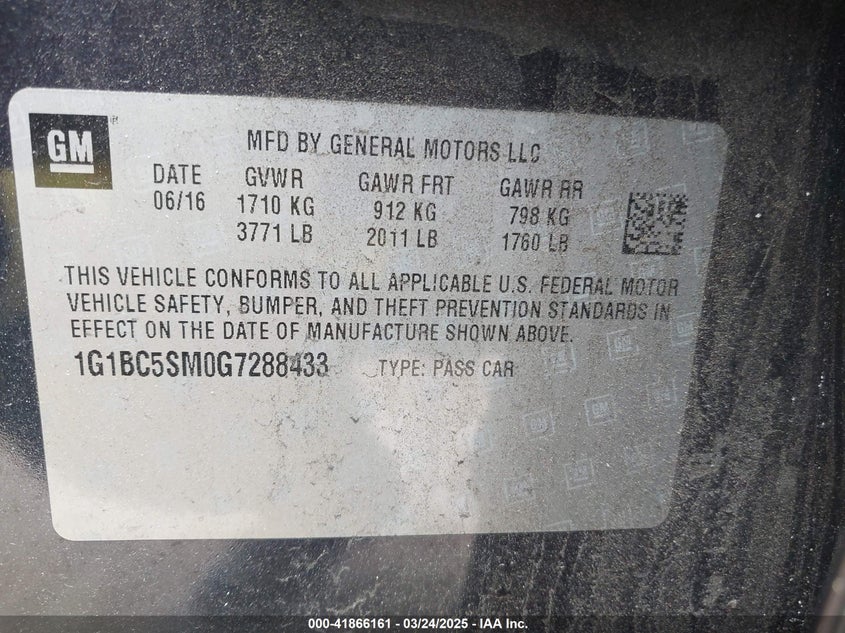 GM
MFD BY GENERAL MOTORS LLC
DATE GVWR GAWR FRT GAWR RR
06/16 1710 KG 912 KG 798 KG
3771 LB 2011 LB 1760 LB
THIS VEHICLE CONFORMS TO ALL APPLICABLE U.S. FEDERAL MOTOR
VEHICLE SAFETY, BUMPER, AND THEFT PREVENTION STANDARDS IN
EFFECT ON THE DATE OF MANUFACTURE SHOWN ABOVE.
1G1BC5SM0G7288433 TYPE: PASS CAR
000-41866161 - 03/24/2025 - IAA Inc.